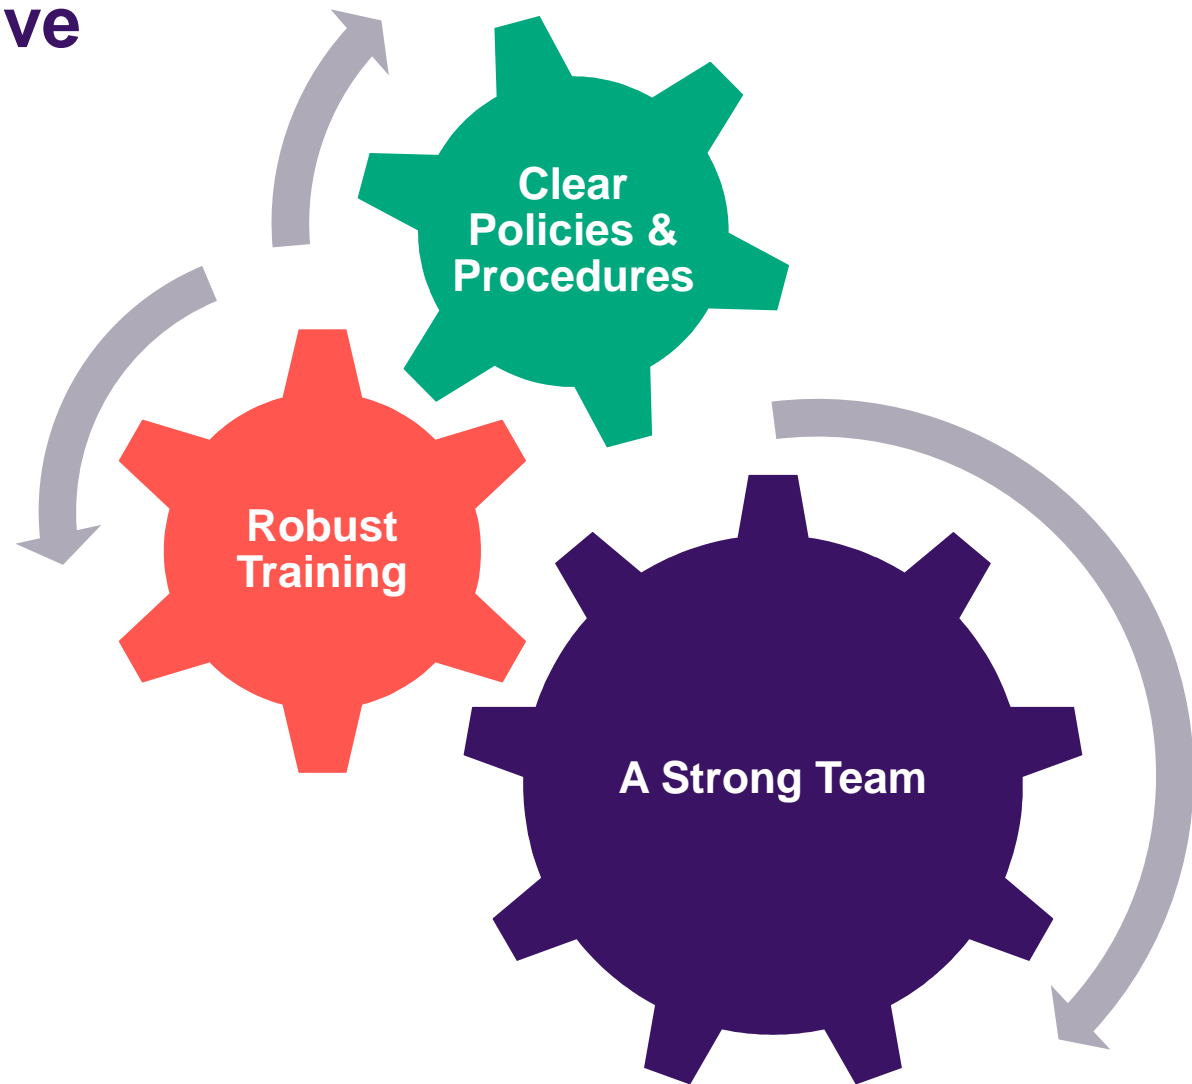 ve
Clear
Policies &
Procedures
Robust
Training
A Strong Team